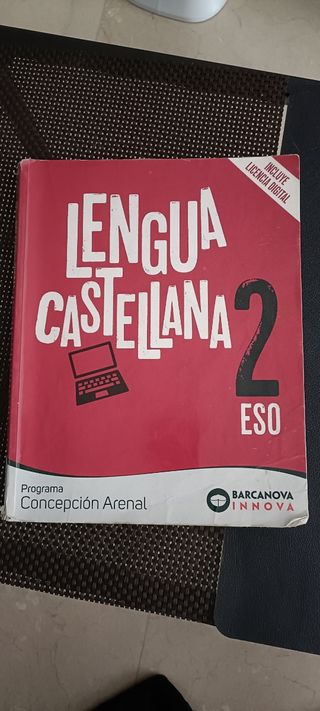 INCLUYE
LICENCIA DIGITAL
LENGUA
CASTELLANA
2
ESO
Programa
Concepción Arenal
BARCANOVA
INNOVA